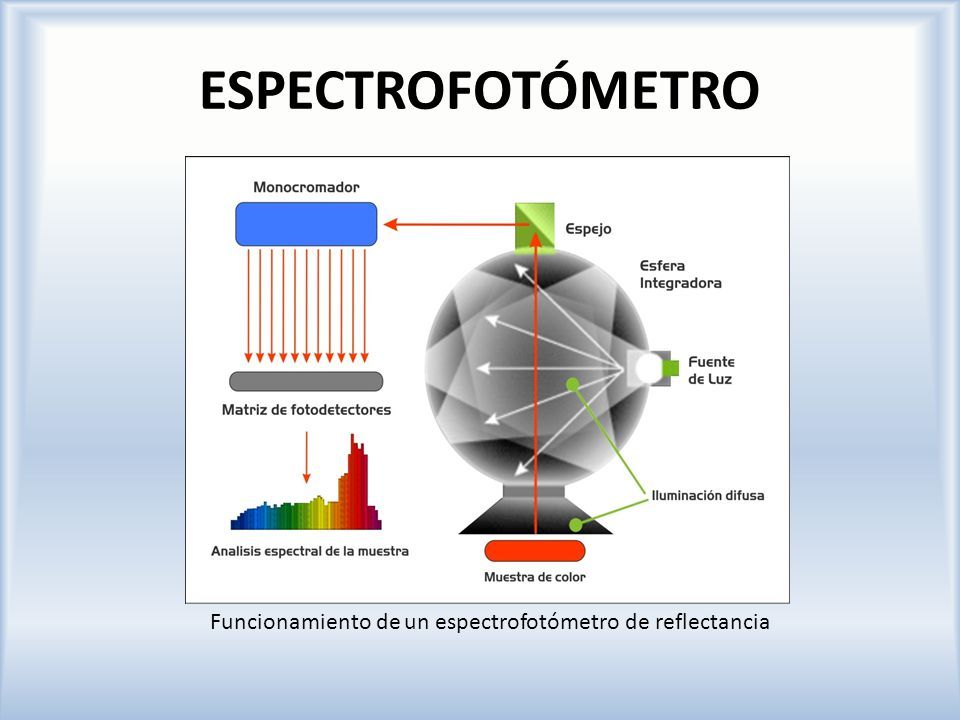 ESPECTROFOTÓMETRO
Monocromador
Espejo
Esfera
Integradora
Fuente
de Luz
Matriz de fotodetectores
Iluminación difusa
Analisis espectral de la muestra
Muestra de color
Funcionamiento de un espectrofotómetro de reflectancia